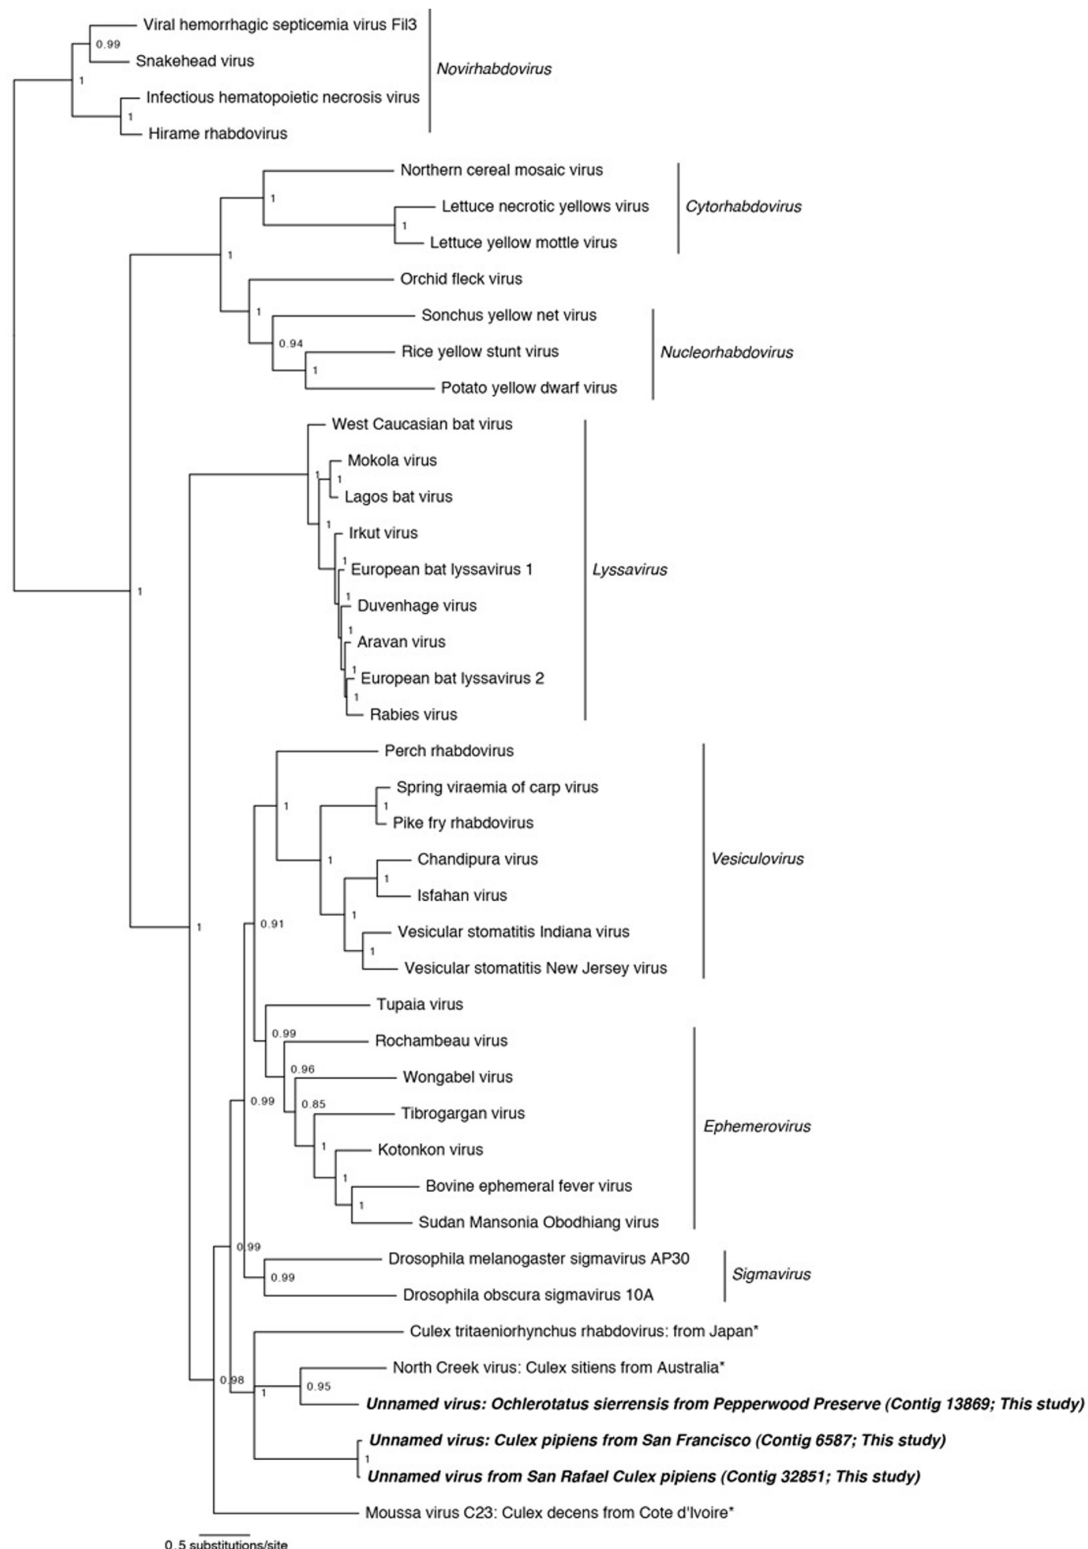 Viral hemorrhagic septicemia virus Fil3
0.99
Snakehead virus
Novirhabdovirus
1
Infectious hematopoietic necrosis virus
1
Hirame rhabdovirus
Northern cereal mosaic virus
1
Lettuce necrotic yellows virus
Cytorhabdovirus
1
Lettuce yellow mottle virus
1
Orchid fleck virus
1
Sonchus yellow net virus
0.94
Rice yellow stunt virus
Nucleorhabdovirus
1
Potato yellow dwarf virus
West Caucasian bat virus
Mokola virus
1
1
Lagos bat virus
1
Irkut virus
1
European bat lyssavirus 1
Lyssavirus
1
1
Duvenhage virus
1
Aravan virus
1
European bat lyssavirus 2
1
Rabies virus
Perch rhabdovirus
Spring viraemia of carp virus
1
1
Pike fry rhabdovirus
1
Chandipura virus
Vesiculovirus
1
Isfahan virus
1
0.91
1
Vesicular stomatitis Indiana virus
1
Vesicular stomatitis New Jersey virus
Tupaia virus
0.99
Rochambeau virus
0.96
Wongabel virus
0.99
0.85
Tibrogargan virus
Ephemerovirus
1
Kotonkon virus
1
Bovine ephemeral fever virus
1
Sudan Mansonia Obodhiang virus
0.99
Drosophila melanogaster sigmavirus AP30
0.99
Sigmavirus
Drosophila obscura sigmavirus 10A
Culex tritaeniorhynchus rhabdovirus: from Japan*
North Creek virus: Culex sitiens from Australia*
0.98
1
0.95
Unnamed virus: Ochlerotatus sierrensis from Pepperwood Preserve (Contig 13869; This study)
Unnamed virus: Culex pipiens from San Francisco (Contig 6587; This study)
1
Unnamed virus from San Rafael Culex pipiens (Contig 32851; This study)
Moussa virus C23: Culex decens from Cote d'Ivoire*
0.5 substitutions/site